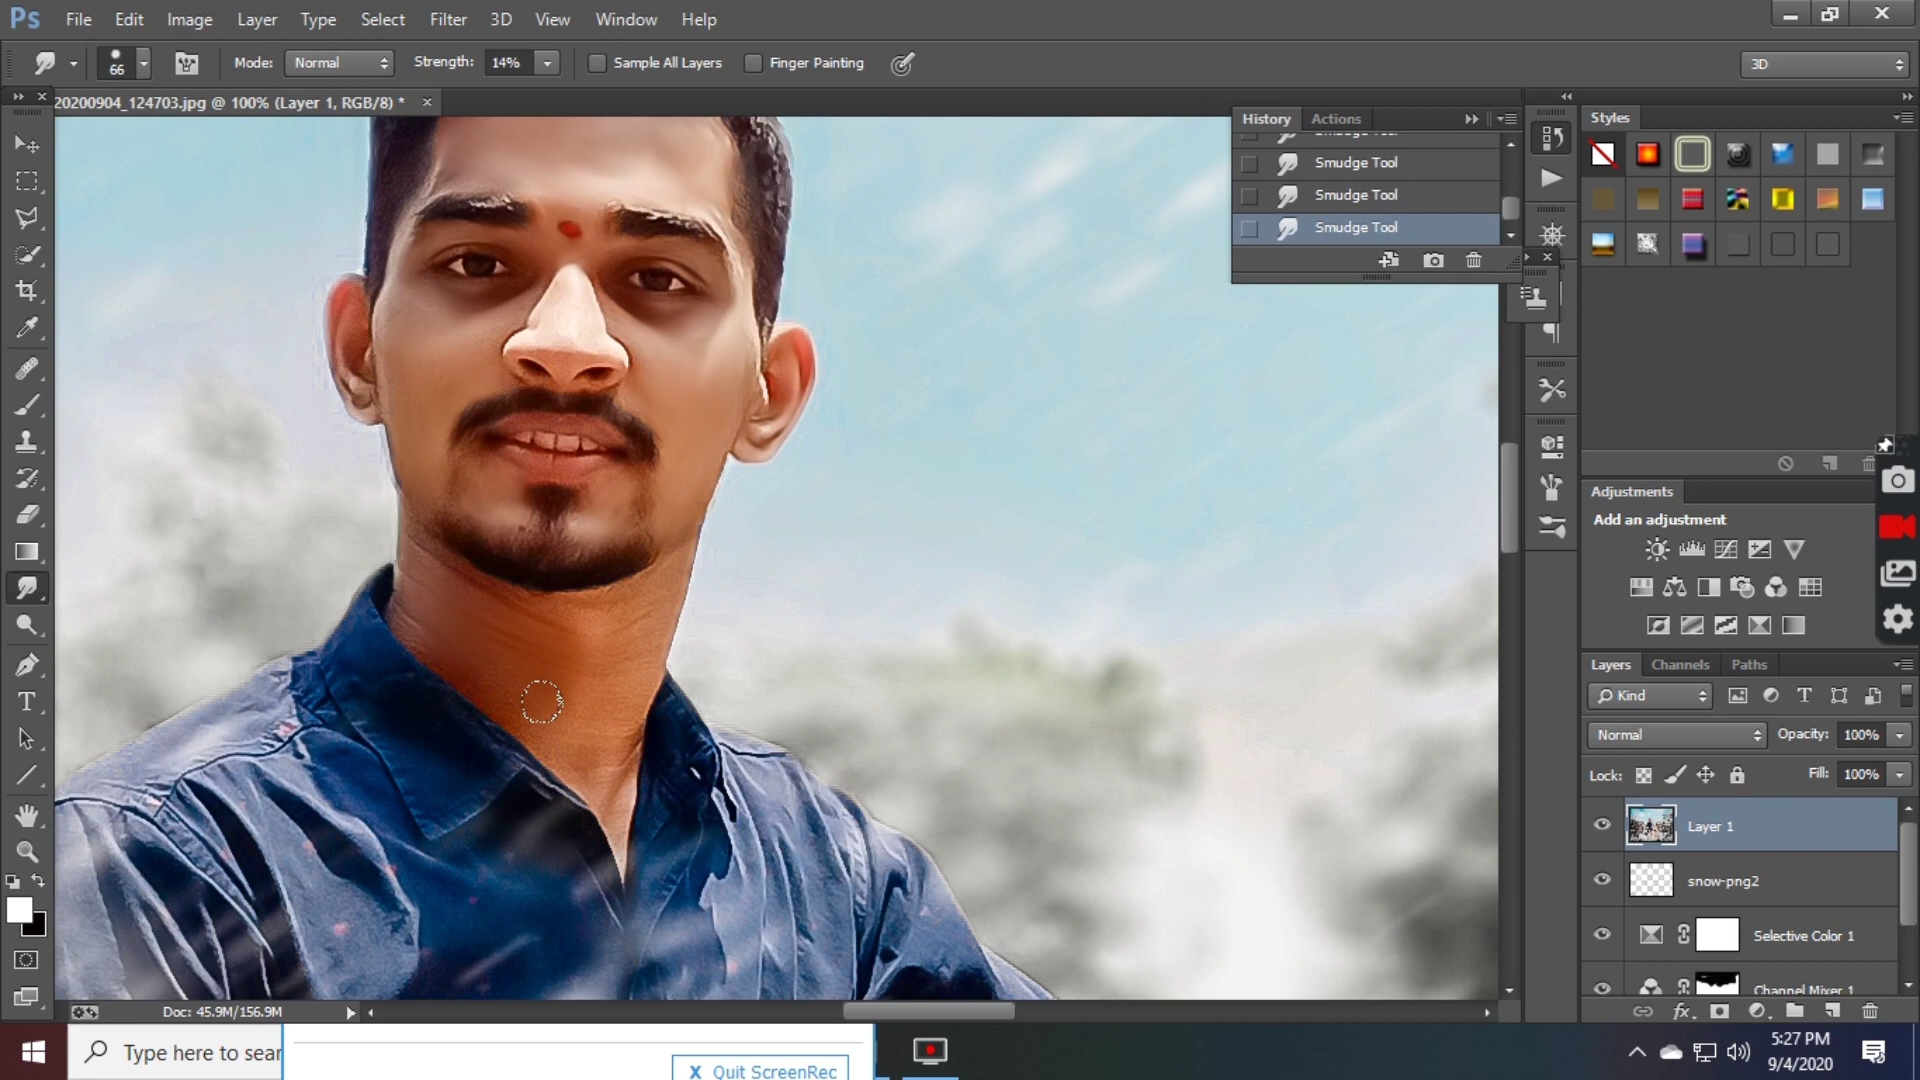 Ps File Edit Image Layer Type Select Filter 3D View Window Help
66 Mode: Normal Strength: 14% Sample All Layers Finger Painting 3D
20200904_124703.jpg @ 100% (Layer 1, RGB/8) *
History Actions
Smudge Tool
Smudge Tool
Smudge Tool
Smudge Tool
Styles
Adjustments
Add an adjustment
Layers Channels Paths
Kind
Normal Opacity: 100%
Lock: Fill: 100%
Layer 1
snow-png2
Selective Color 1
Channel Mixer 1
Doc: 45.9M/156.9M
Type here to sear
X Quit ScreenRec
5:27 PM
9/4/2020